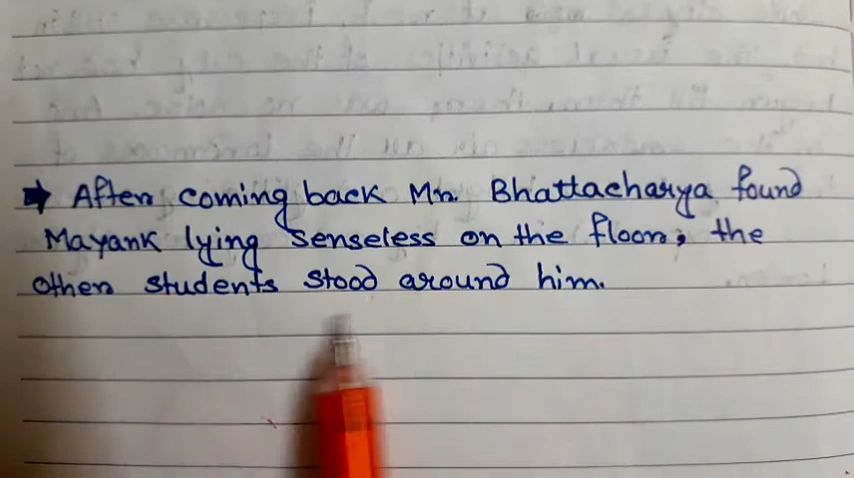 → After coming back Mr. Bhattacharya found
Mayank lying senseless on the floor, the
other students stood around him.